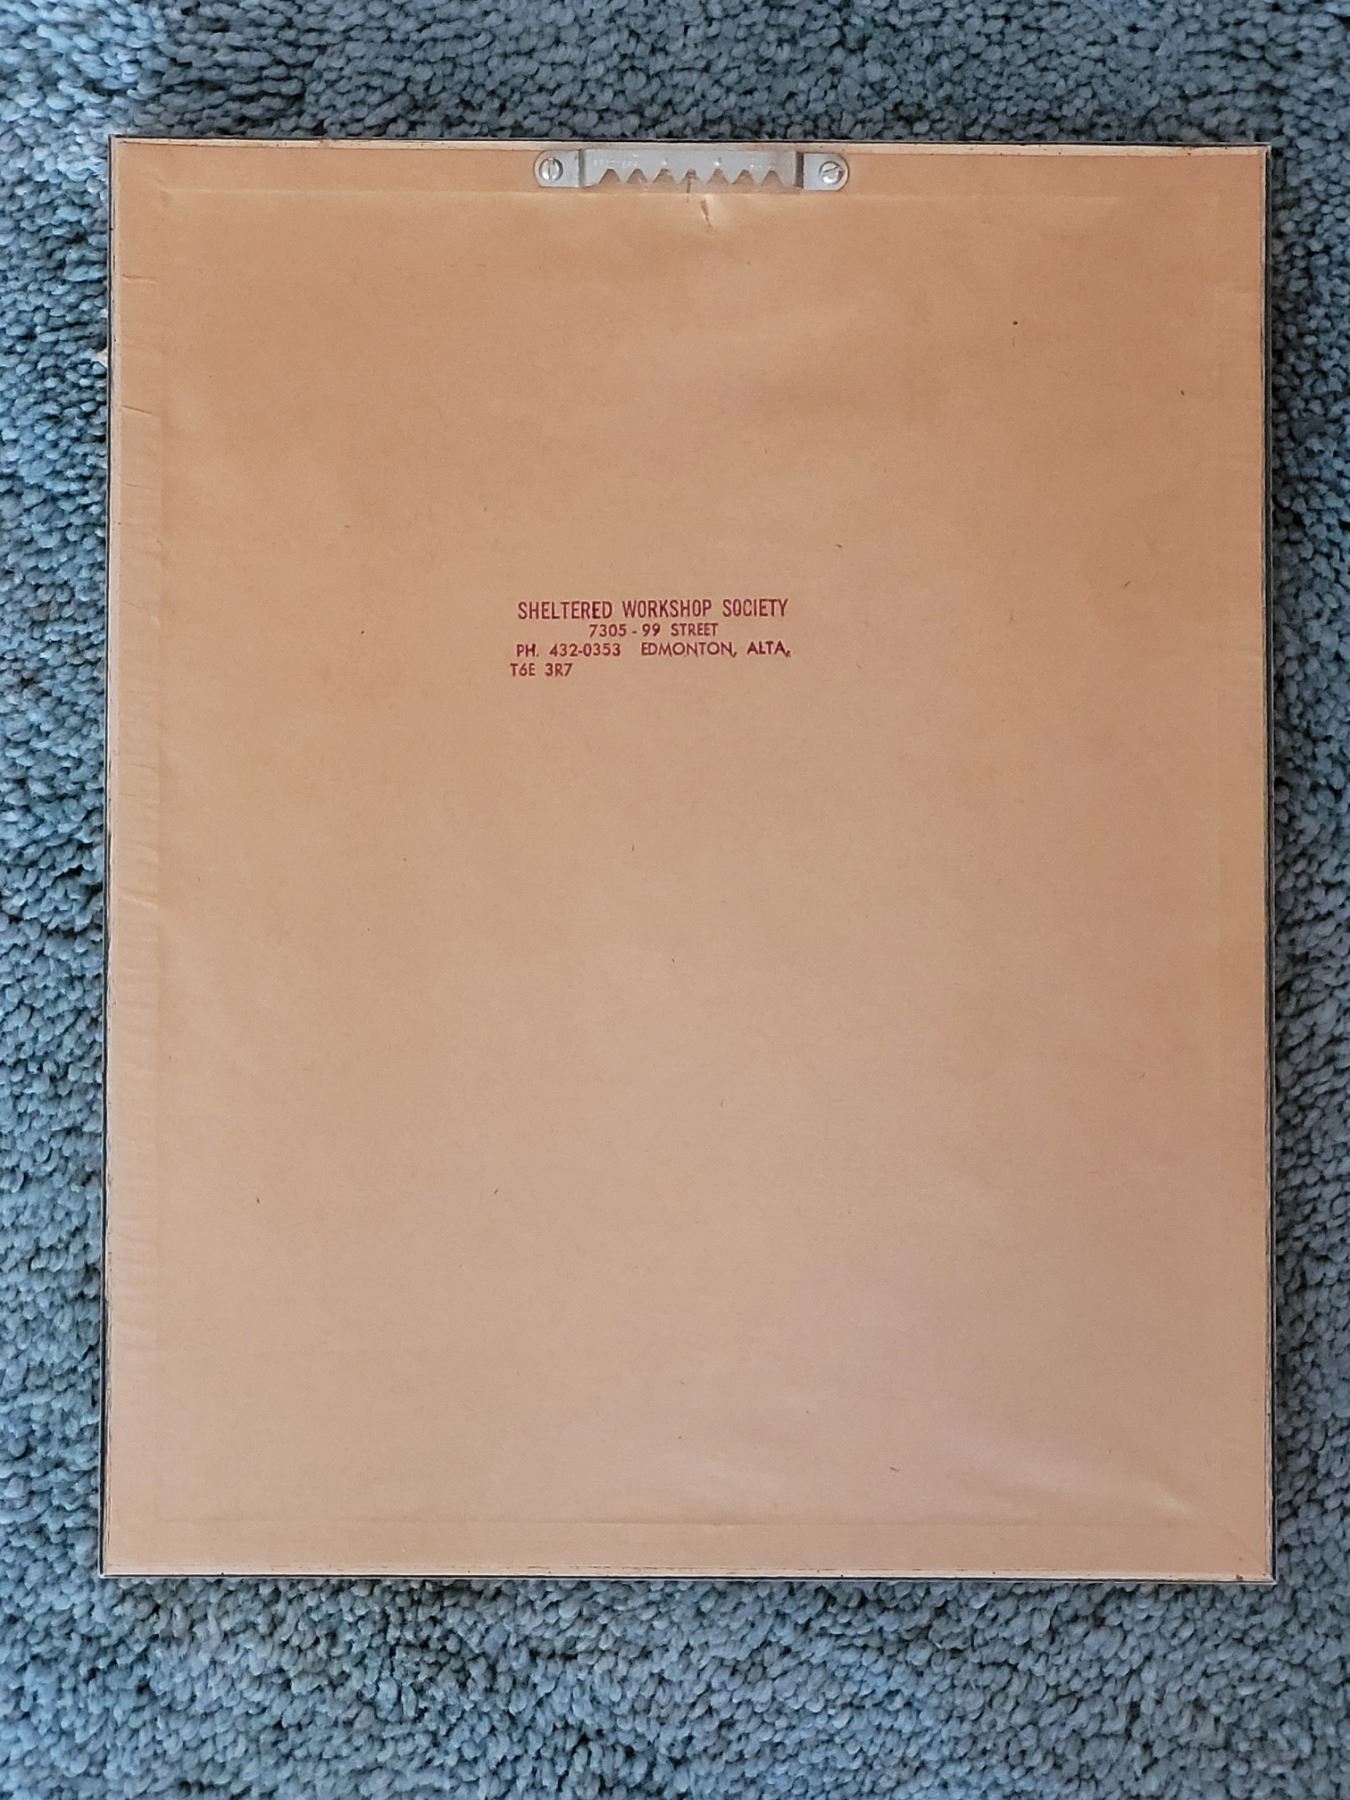 SHELTERED WORKSHOP SOCIETY
7305 - 99 STREET
PH. 432-0353 EDMONTON, ALTA.
T6E 3R7